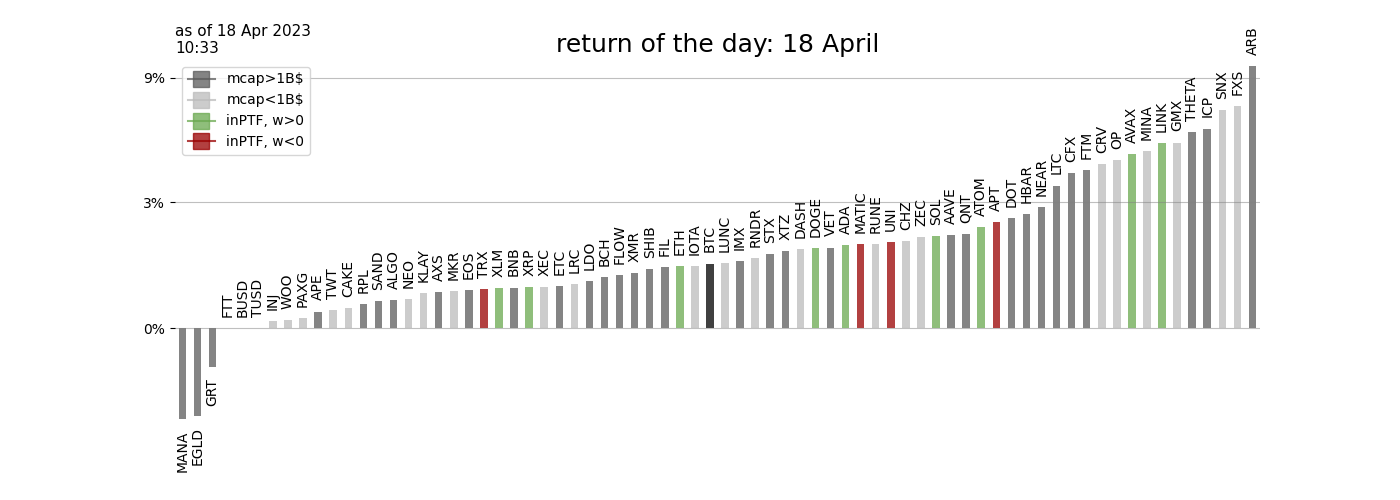 as of 18 Apr 2023
10:33
return of the day: 18 April
mcap>1B$
mcap<1B$
inPTF, w>0
inPTF, w<0
9%
3%
0%
MANA
EGLD
GRT
FTT
BUSD
TUSD
INJ
WOO
PAXG
APE
TWT
CAKE
RPL
SAND
ALGO
NEO
KLAY
AXS
MKR
EOS
TRX
XLM
BNB
XRP
XEC
ETC
LRC
LDO
BCH
FLOW
XMR
SHIB
FIL
ETH
IOTA
BTC
LUNC
IMX
RNDR
STX
XTZ
DASH
DOGE
VET
ADA
MATIC
RUNE
UNI
CHZ
ZEC
SOL
AAVE
QNT
ATOM
APT
DOT
HBAR
NEAR
LTC
CFX
FTM
CRV
OP
AVAX
MINA
LINK
GMX
THETA
ICP
SNX
FXS
ARB